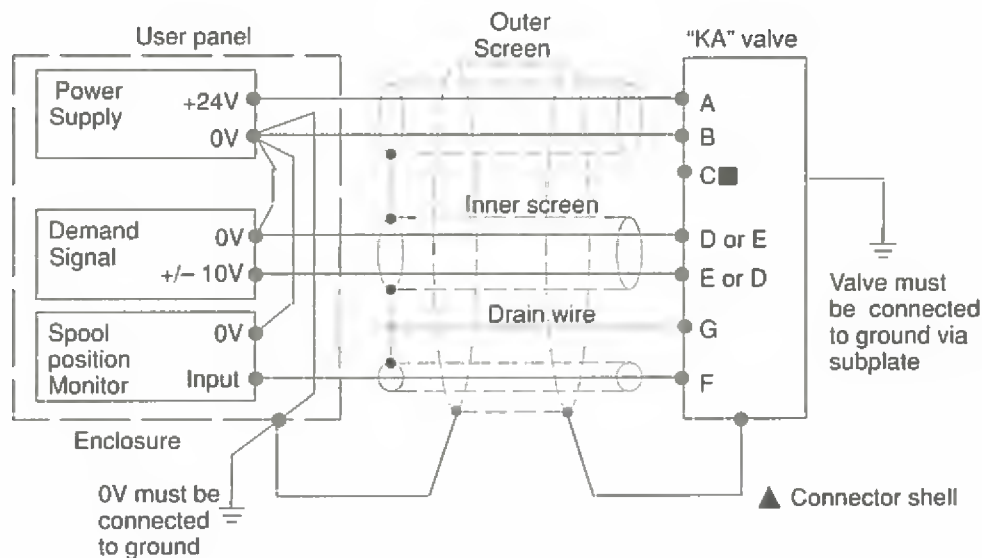 Outer
Screen
User panel
"KA" valve
Power
Supply
+24V
0V
A
B
C■
Inner screen
Demand
Signal
0V
+/– 10V
D or E
E or D
Drain wire
Spool
position
Monitor
0V
Input
G
F
Valve must
be connected
to ground via
subplate
Enclosure
0V must be
connected
to ground
▲ Connector shell